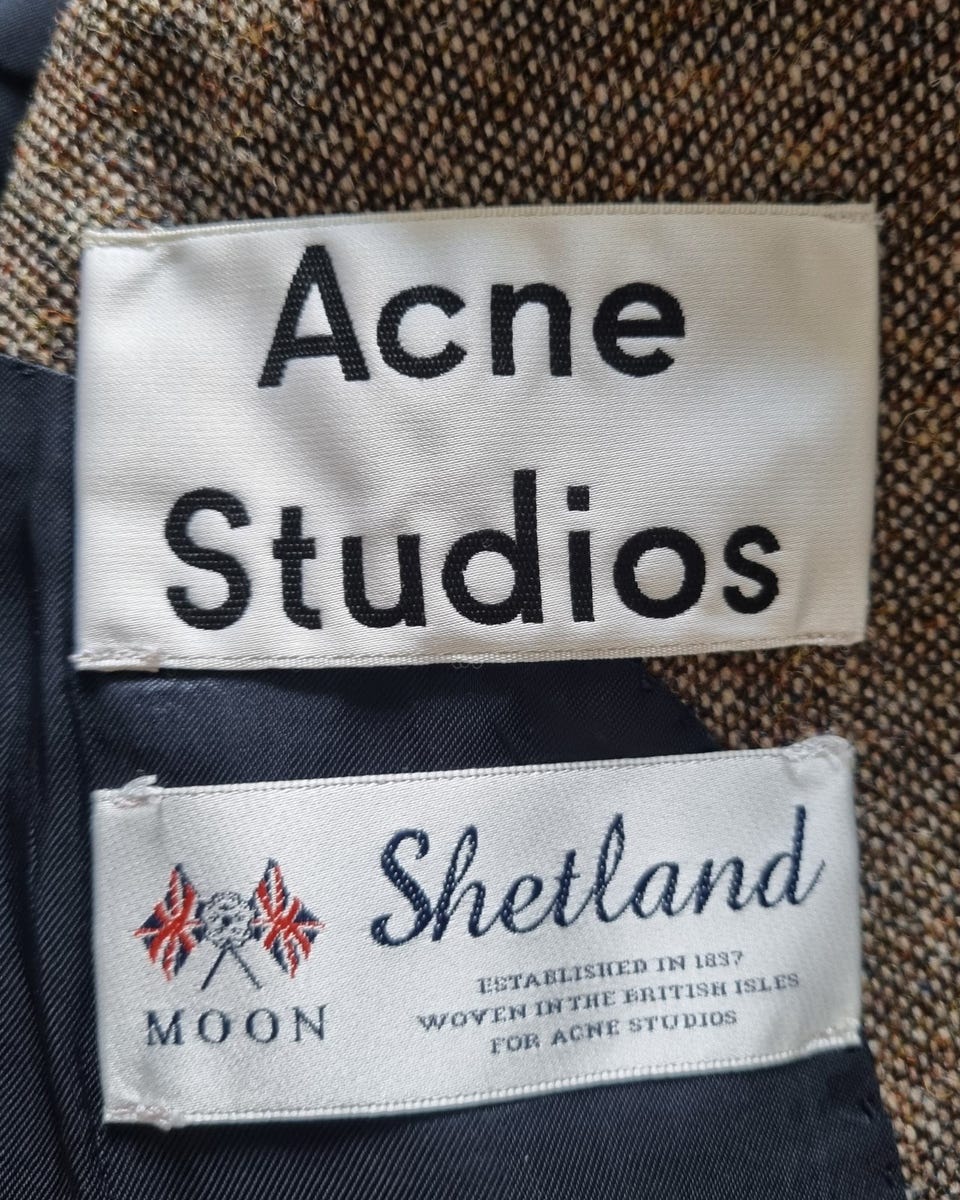 Acne
Studios
Shetland
MOON
ESTABLISHED IN 1837
WOVEN IN THE BRITISH ISLES
FOR ACNE STUDIOS